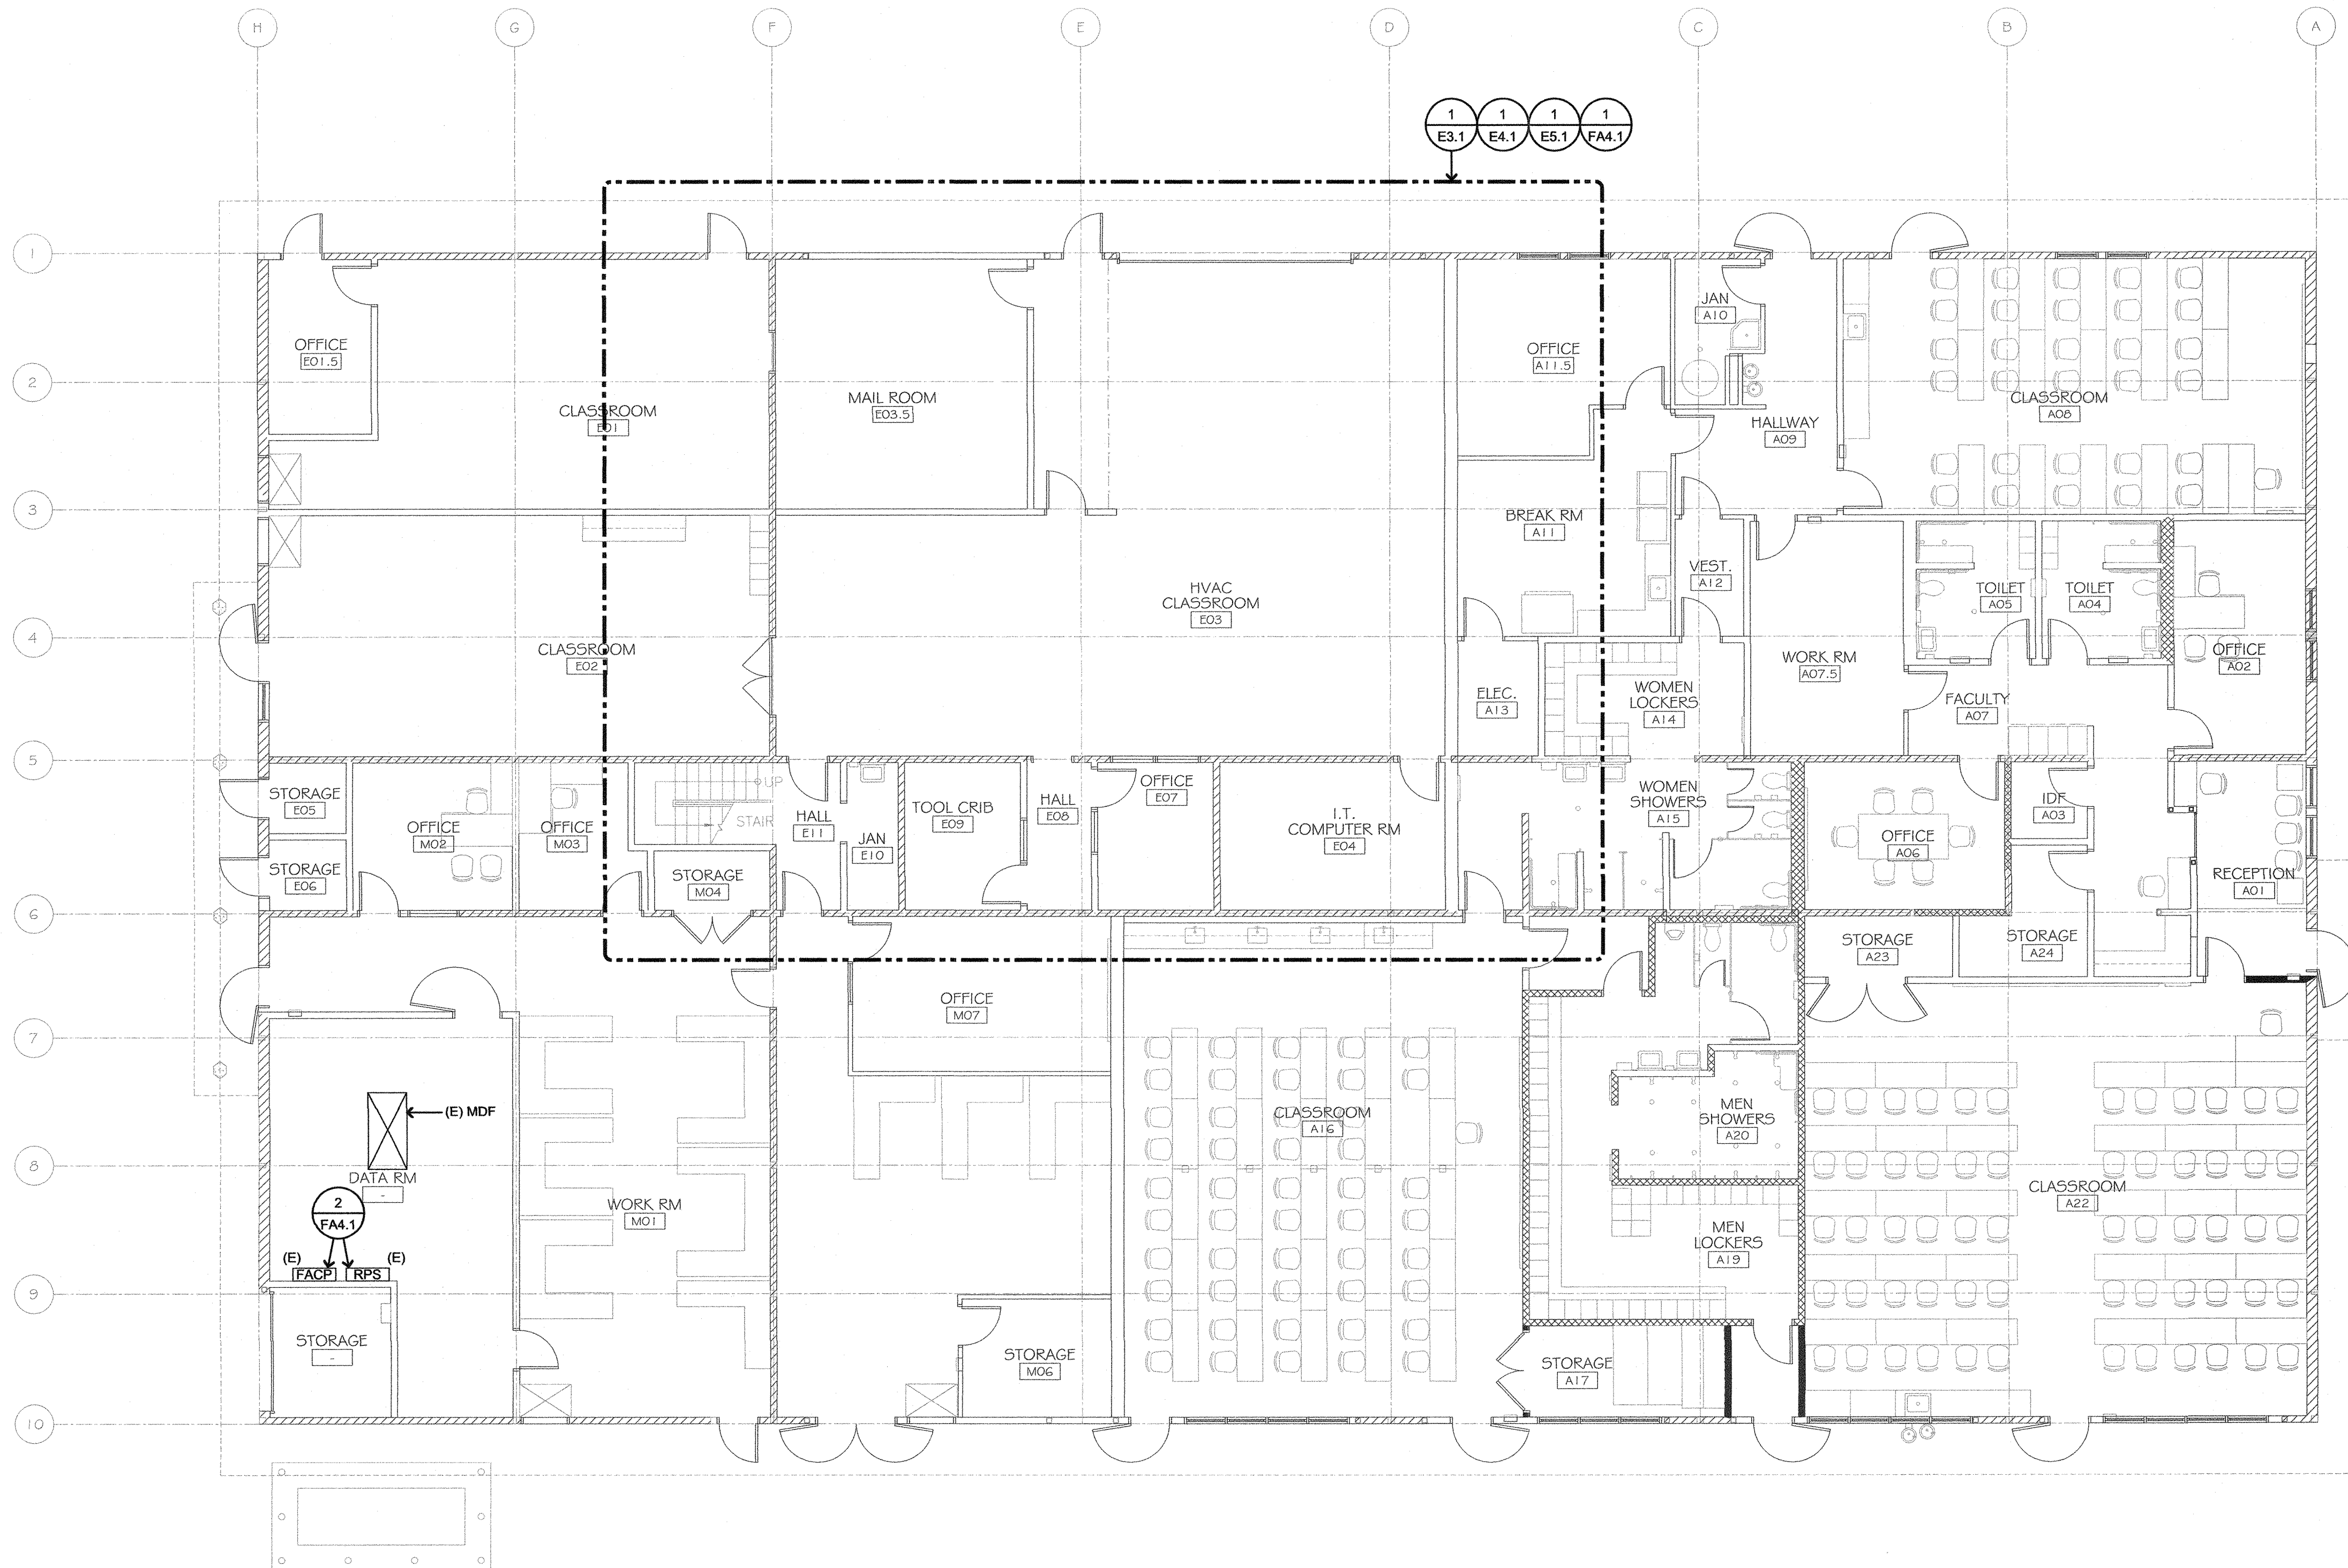 H
G
F
E
D
C
B
A
1
1
1
1
E3.1
E4.1
E5.1
FA4.1
1
2
3
4
5
6
7
8
9
10
OFFICE
E01.5
CLASSROOM
E01
MAIL ROOM
E03.5
OFFICE
A11.5
JAN
A10
HALLWAY
A09
CLASSROOM
A08
BREAK RM
A11
VEST.
A12
HVAC
CLASSROOM
E03
TOILET
A05
TOILET
A04
CLASSROOM
E02
ELEC.
A13
WOMEN
LOCKERS
A14
WORK RM
A07.5
FACULTY
A07
OFFICE
A02
STORAGE
E05
STORAGE
E06
OFFICE
M02
OFFICE
M03
UP
STAIR
STORAGE
M04
HALL
E11
JAN
E10
TOOL CRIB
E09
HALL
E08
OFFICE
E07
I.T.
COMPUTER RM
E04
WOMEN
SHOWERS
A15
OFFICE
A06
IDF
A03
RECEPTION
A01
STORAGE
A23
STORAGE
A24
OFFICE
M07
(E) MDF
DATA RM
-
2
FA4.1
(E)
(E)
FACP
RPS
STORAGE
-
WORK RM
M01
STORAGE
M06
CLASSROOM
A16
MEN
SHOWERS
A20
MEN
LOCKERS
A19
STORAGE
A17
CLASSROOM
A22